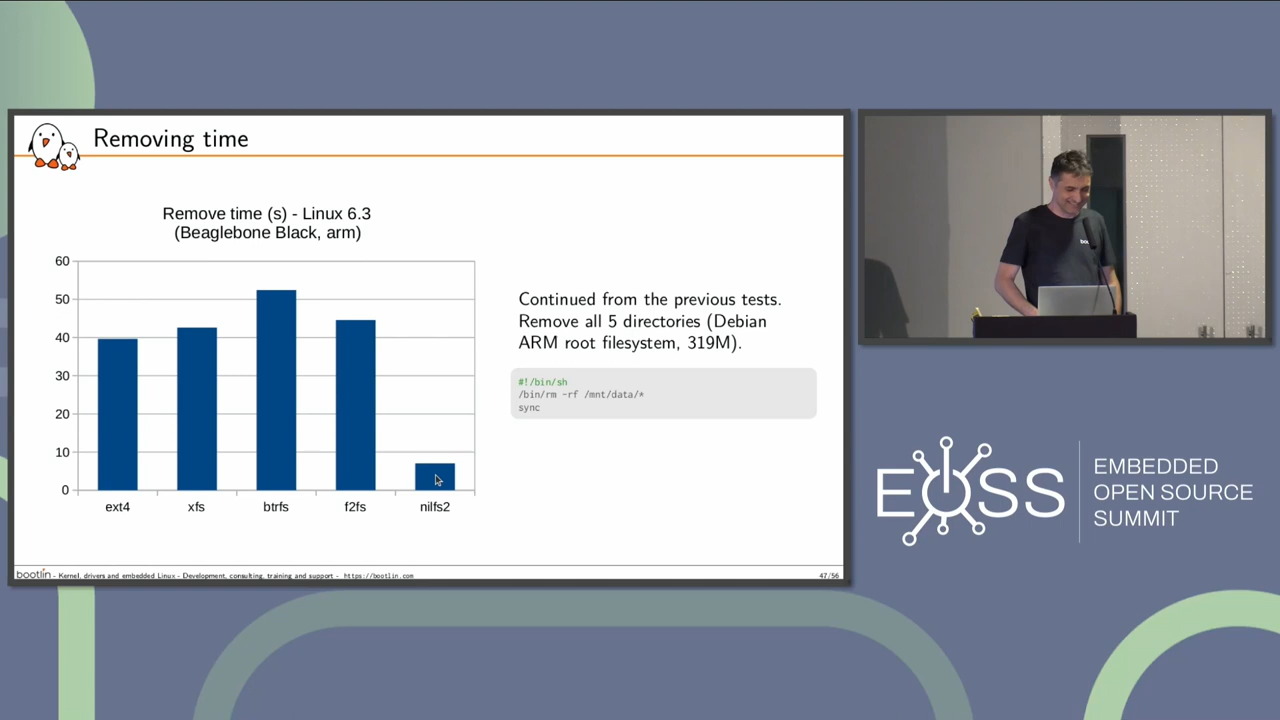 Removing time
Remove time (s) - Linux 6.3
(Beaglebone Black, arm)
60
50
40
30
20
10
0
ext4
xfs
btrfs
f2fs
nilfs2
Continued from the previous tests.
Remove all 5 directories (Debian
ARM root filesystem, 319M).
#!/bin/sh
/bin/rm -rf /mnt/data/*
sync
bootlin - Kernel, drivers and embedded Linux - Development, consulting, training and support - https://bootlin.com
47/56
EOSS
EMBEDDED
OPEN SOURCE
SUMMIT